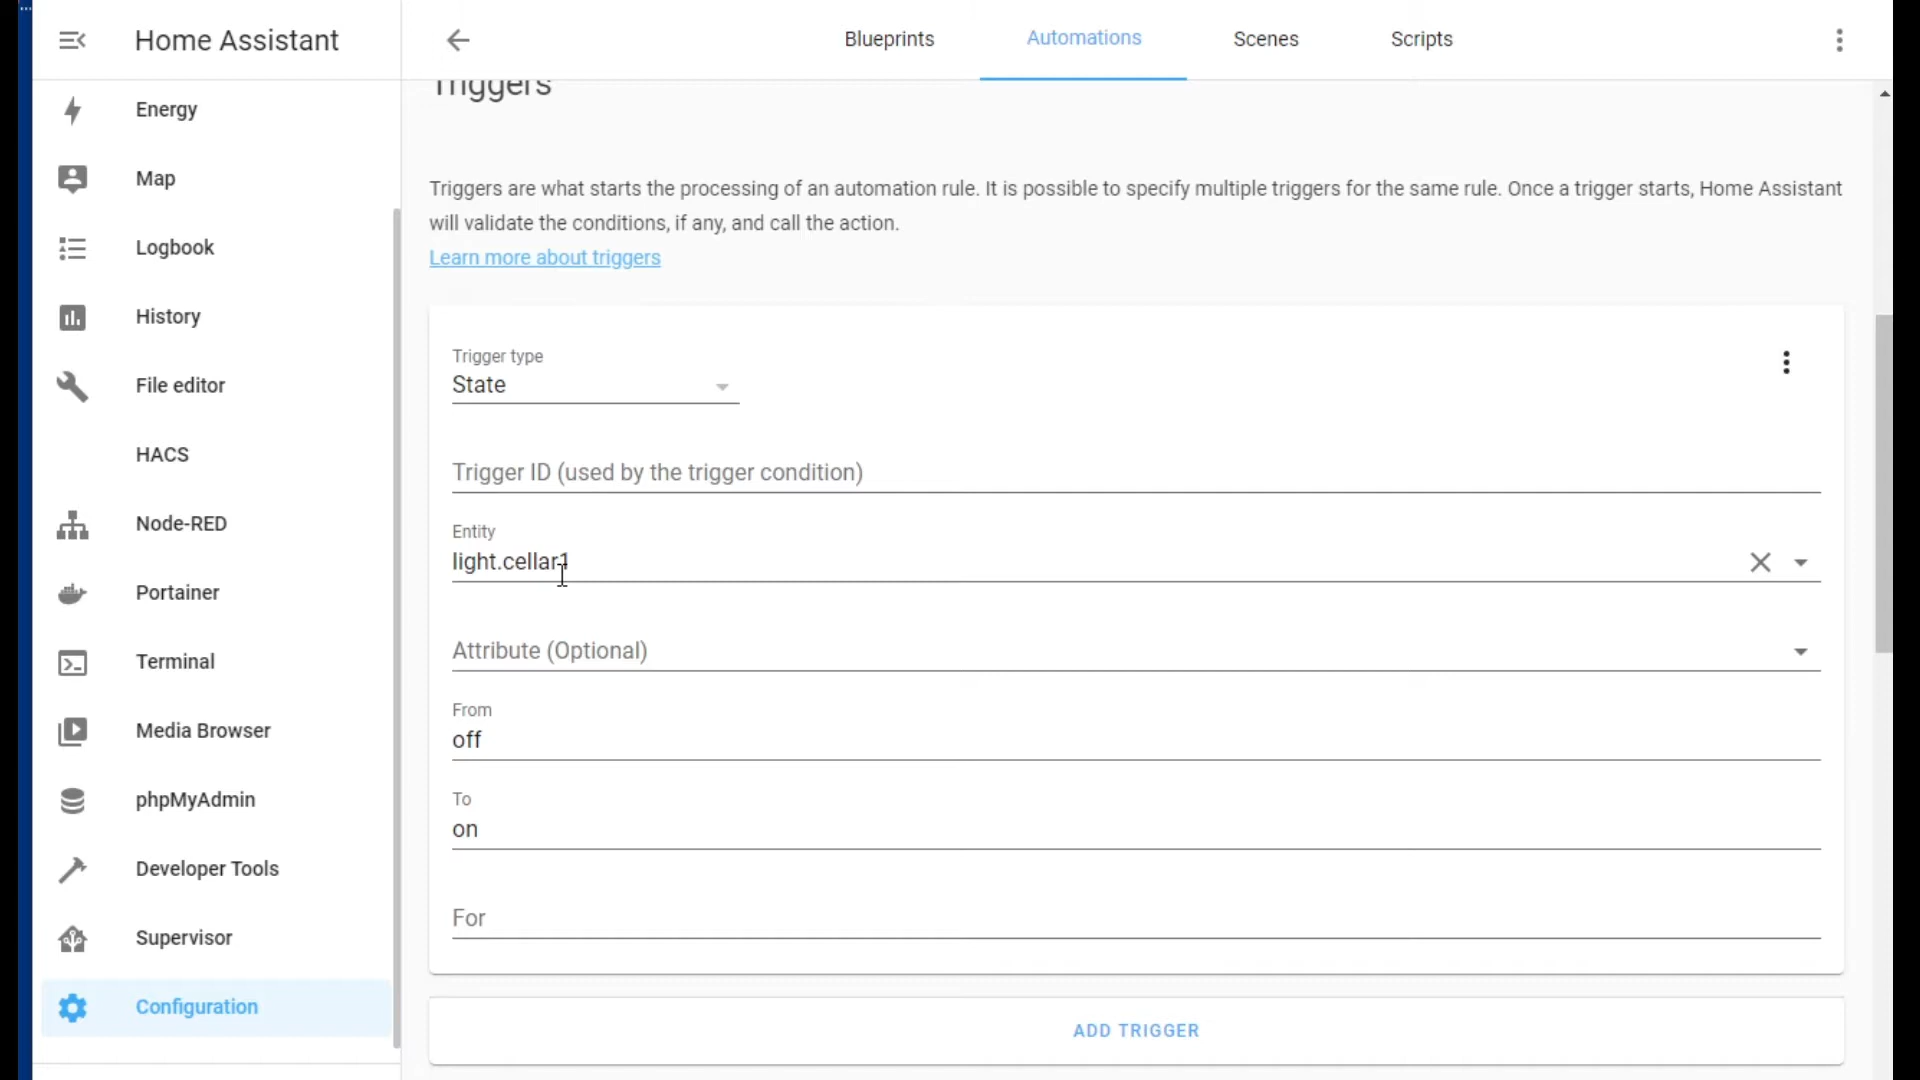 Home Assistant
Blueprints
Automations
Scenes
Scripts
Energy
Map
Logbook
History
File editor
HACS
Node-RED
Portainer
Terminal
Media Browser
phpMyAdmin
Developer Tools
Supervisor
Configuration
Triggers
Triggers are what starts the processing of an automation rule. It is possible to specify multiple triggers for the same rule. Once a trigger starts, Home Assistant
will validate the conditions, if any, and call the action.
Learn more about triggers
Trigger type
State
Trigger ID (used by the trigger condition)
Entity
light.cellar1
Attribute (Optional)
From
off
To
on
For
ADD TRIGGER